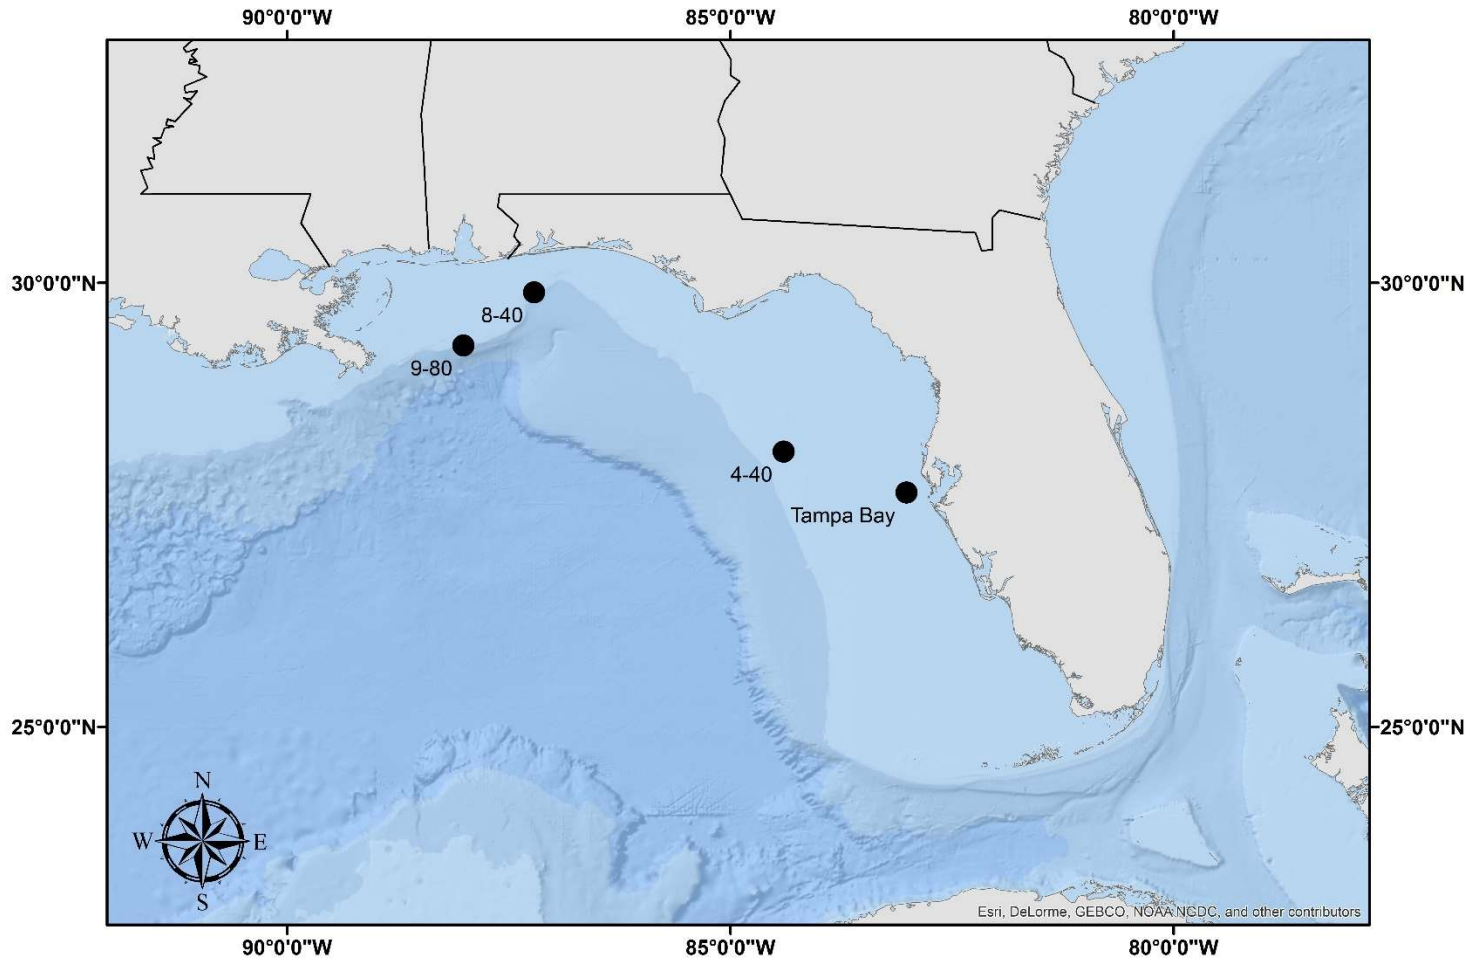 90°0'0"W 85°0'0"W 80°0'0"W
30°0'0"N 30°0'0"N
8-40
9-80
4-40
Tampa Bay
25°0'0"N 25°0'0"N
N
W E
S
Esri, DeLorme, GEBCO, NOAA NGDC, and other contributors
90°0'0"W 85°0'0"W 80°0'0"W